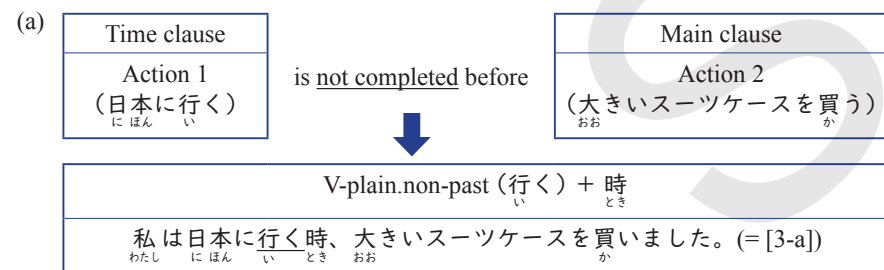 (a)
Time clause
Main clause
Action 1
is not completed before
Action 2
(日本に行く)
に ほん い
(大きいスーツケースを買う)
おお か
V-plain.non-past (行く) + 時
い とき
私は日本に行く時、大きいスーツケースを買いました。(= [3-a])
わたし に ほん い とき おお か